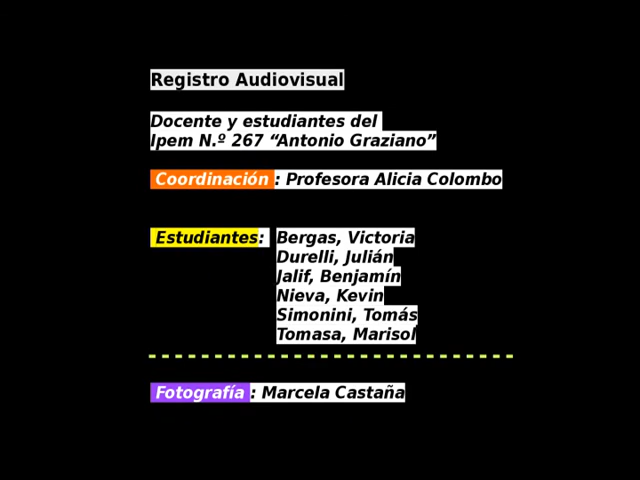 Registro Audiovisual
Docente y estudiantes del
Ipem N.º 267 “Antonio Graziano”
Coordinación : Profesora Alicia Colombo
Estudiantes: Bergas, Victoria
Durelli, Julián
Jalif, Benjamín
Nieva, Kevin
Simonini, Tomás
Tomasa, Marisol
Fotografía : Marcela Castaña